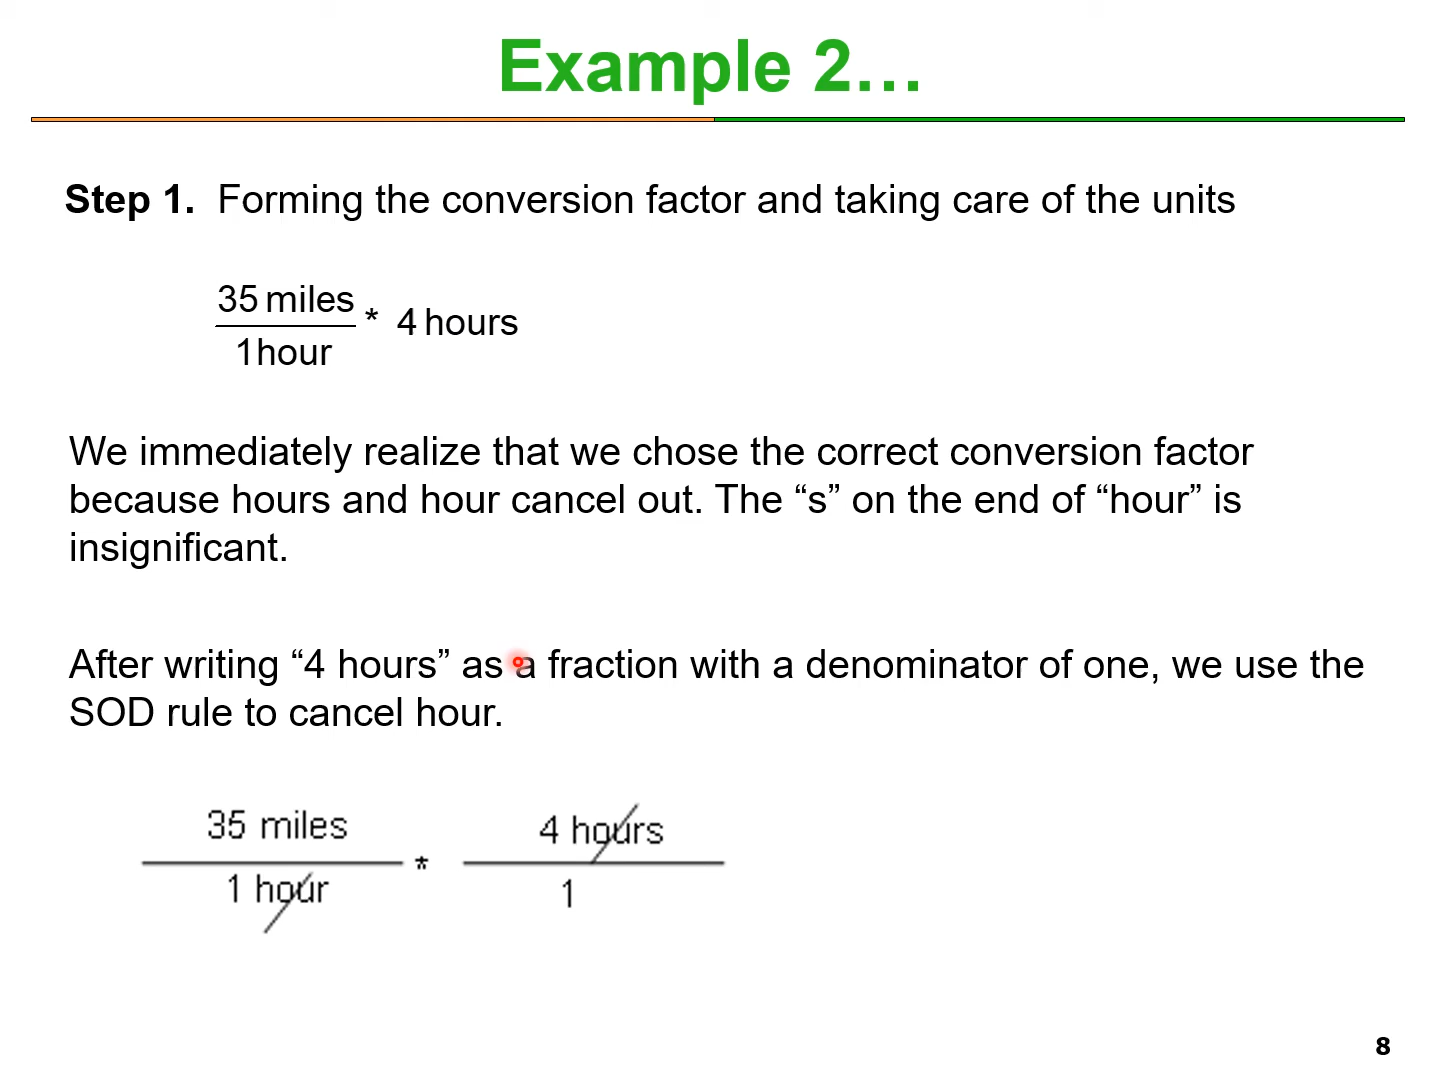 Example 2…
Step 1. Forming the conversion factor and taking care of the units
35 miles
* 4 hours
1hour
We immediately realize that we chose the correct conversion factor
because hours and hour cancel out. The “s” on the end of “hour” is
insignificant.
After writing “4 hours” as a fraction with a denominator of one, we use the
SOD rule to cancel hour.
35 miles 4 hours
*
1 hour 1
8